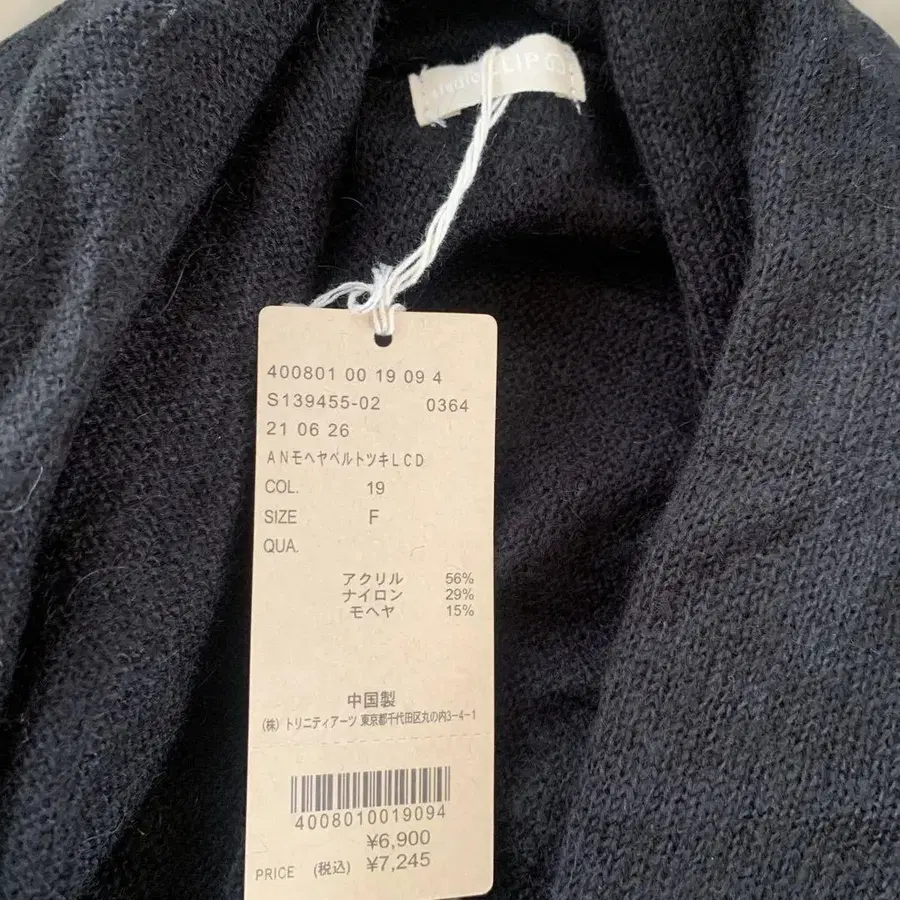 STUDIO CLIP
400801 00 19 09 4
S139455-02 0364
21 06 26
ANモヘヤベルトツキLCD
COL. 19
SIZE F
QUA.
アクリル 56%
ナイロン 29%
モヘヤ 15%
中国製
(株) トリニティアーツ 東京都千代田区丸の内3-4-1
4008010019094
¥6,900
PRICE (税込) ¥7,245